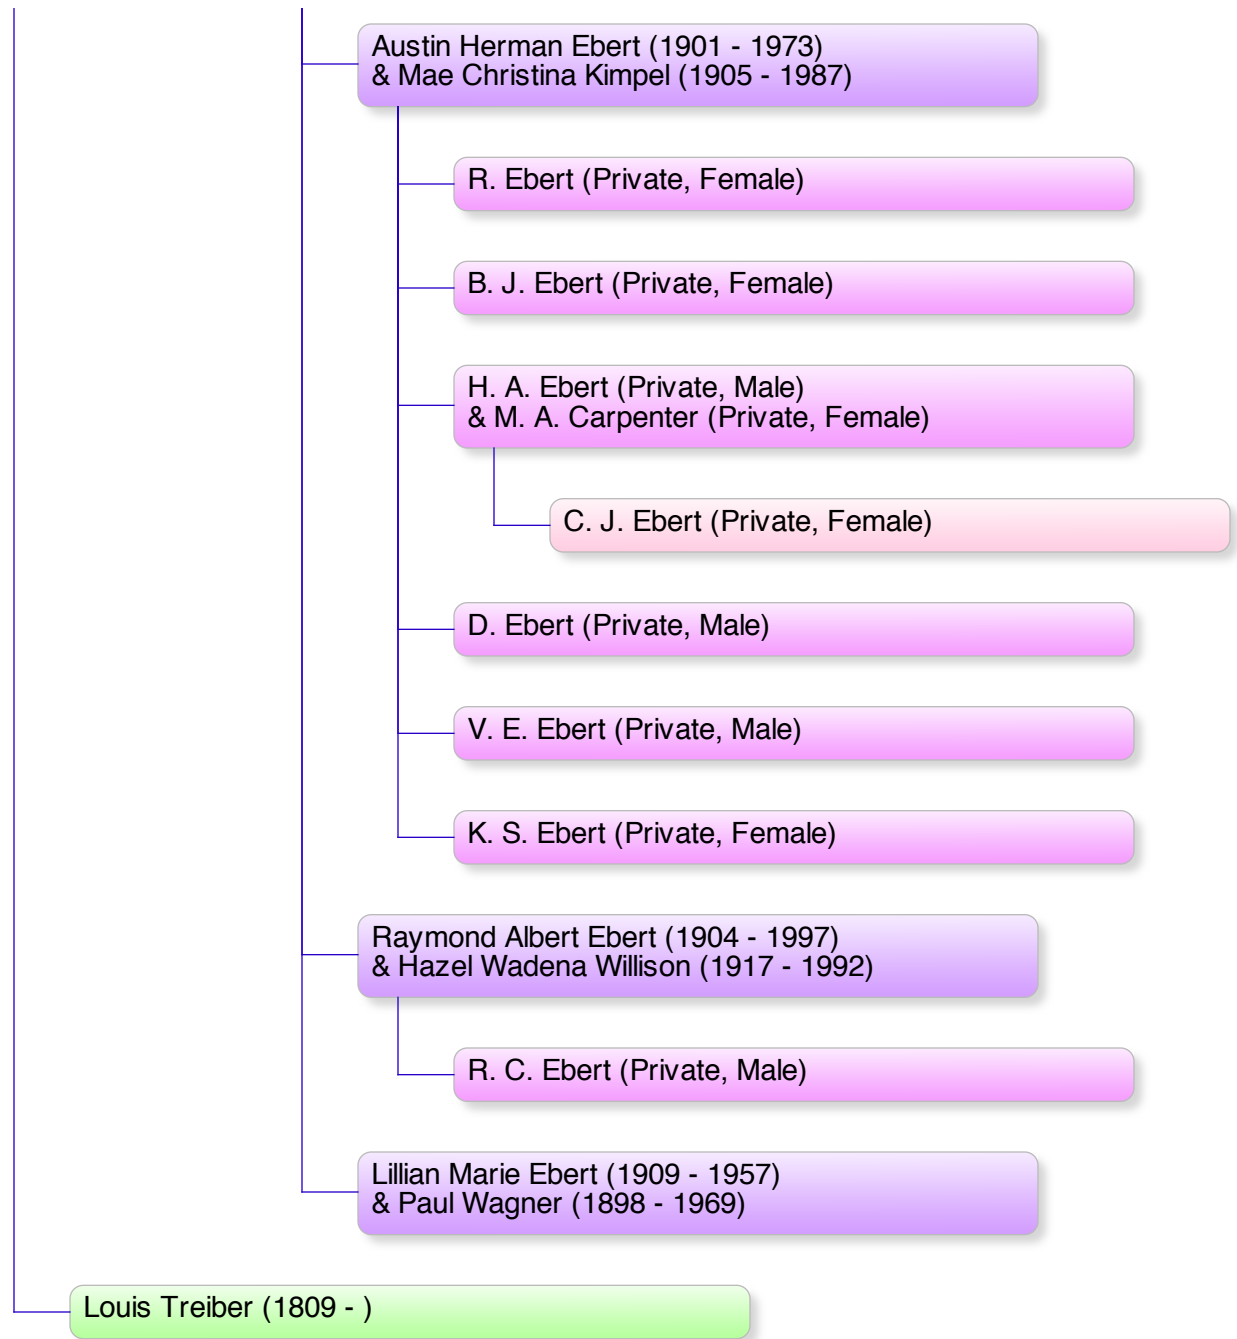 Austin Herman Ebert (1901 - 1973)
& Mae Christina Kimpel (1905 - 1987)
R. Ebert (Private, Female)
B. J. Ebert (Private, Female)
H. A. Ebert (Private, Male)
& M. A. Carpenter (Private, Female)
C. J. Ebert (Private, Female)
D. Ebert (Private, Male)
V. E. Ebert (Private, Male)
K. S. Ebert (Private, Female)
Raymond Albert Ebert (1904 - 1997)
& Hazel Wadena Willison (1917 - 1992)
R. C. Ebert (Private, Male)
Lillian Marie Ebert (1909 - 1957)
& Paul Wagner (1898 - 1969)
Louis Treiber (1809 - )